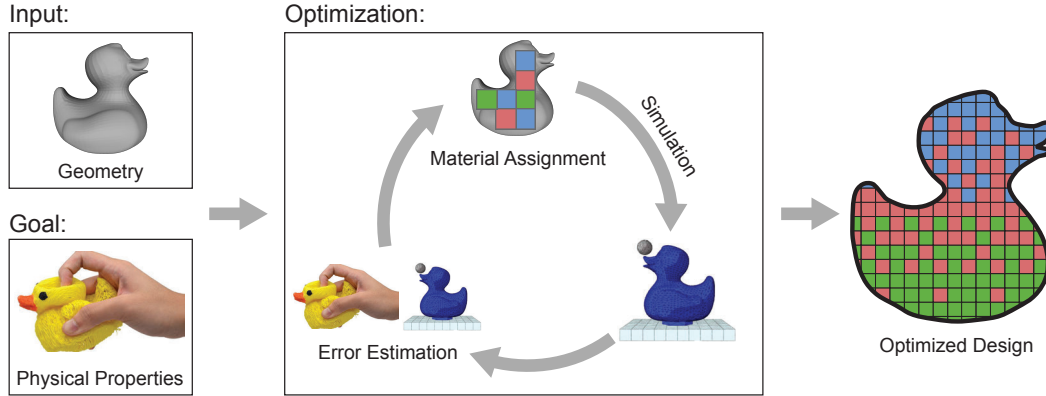 Input:
Geometry
Goal:
Physical Properties
Optimization:
Material Assignment
Simulation
Error Estimation
Optimized Design